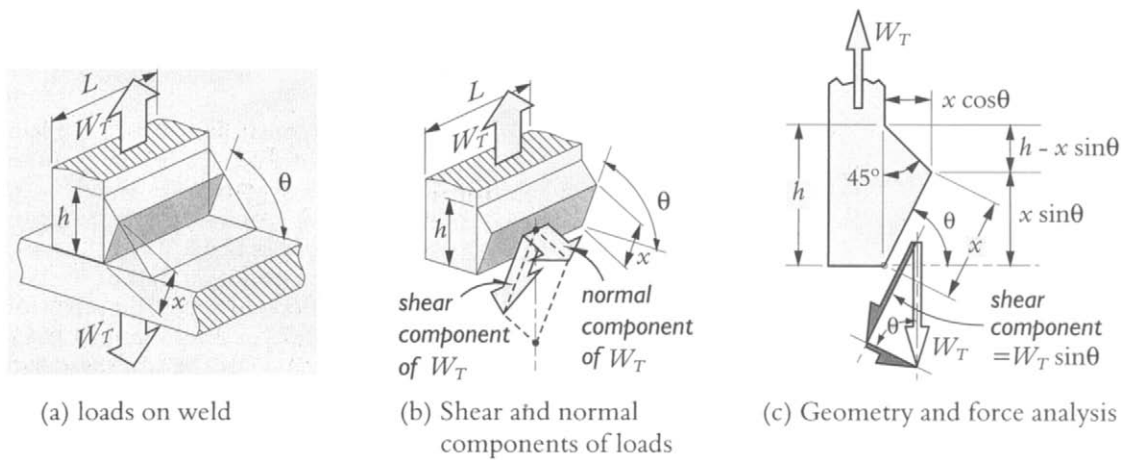 L
W_T
θ
h
x
W_T
(a) loads on weld
L
W_T
θ
h
x
shear
component
of W_T
normal
component
of W_T
(b) Shear and normal
components of loads
W_T
x cosθ
h - x sinθ
45°
h
θ
x
x sinθ
θ
W_T
shear
component
=W_T sinθ
(c) Geometry and force analysis